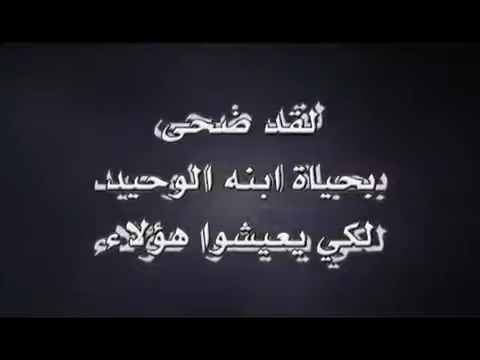 لقد ضحى
بحياة ابنه الوحيد
لكي يعيشوا هؤلاء